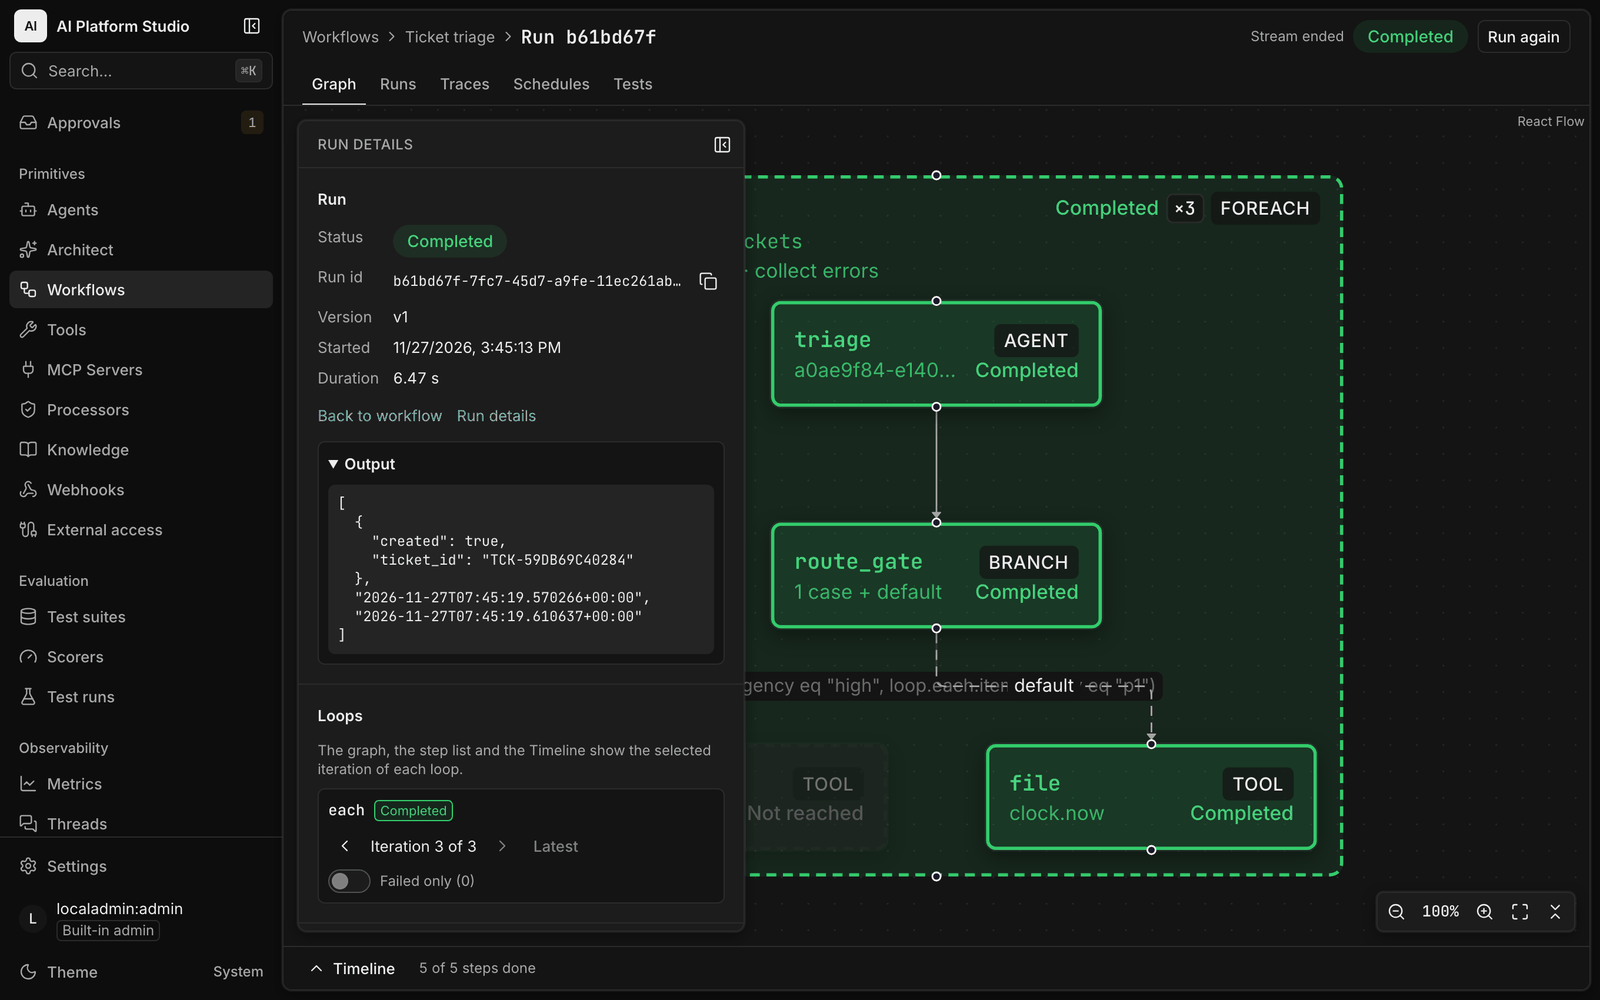 AI
AI Platform Studio
Search...
⌘K
Approvals
1
Primitives
Agents
Architect
Workflows
Tools
MCP Servers
Processors
Knowledge
Webhooks
External access
Evaluation
Test suites
Scorers
Test runs
Observability
Metrics
Threads
Settings
L
localadmin:admin
Built-in admin
Theme
System
Workflows > Ticket triage > Run b61bd67f
Stream ended
Completed
Run again
Graph
Runs
Traces
Schedules
Tests
RUN DETAILS
Run
Status
Completed
Run id
b61bd67f-7fc7-45d7-a9fe-11ec261ab…
Version
v1
Started
11/27/2026, 3:45:13 PM
Duration
6.47 s
Back to workflow
Run details
Output
[
{
"created": true,
"ticket_id": "TCK-59DB69C40284"
},
"2026-11-27T07:45:19.570266+00:00",
"2026-11-27T07:45:19.610637+00:00"
]
Loops
The graph, the step list and the Timeline show the selected
iteration of each loop.
each
Completed
Iteration 3 of 3
Latest
Failed only (0)
React Flow
Completed
×3
FOREACH
ckets
· collect errors
triage
AGENT
a0ae9f84-e140...
Completed
route_gate
BRANCH
1 case + default
Completed
gency eq "high", loop.each.iter
default
eq "p1")
TOOL
Not reached
file
TOOL
clock.now
Completed
100%
Timeline
5 of 5 steps done